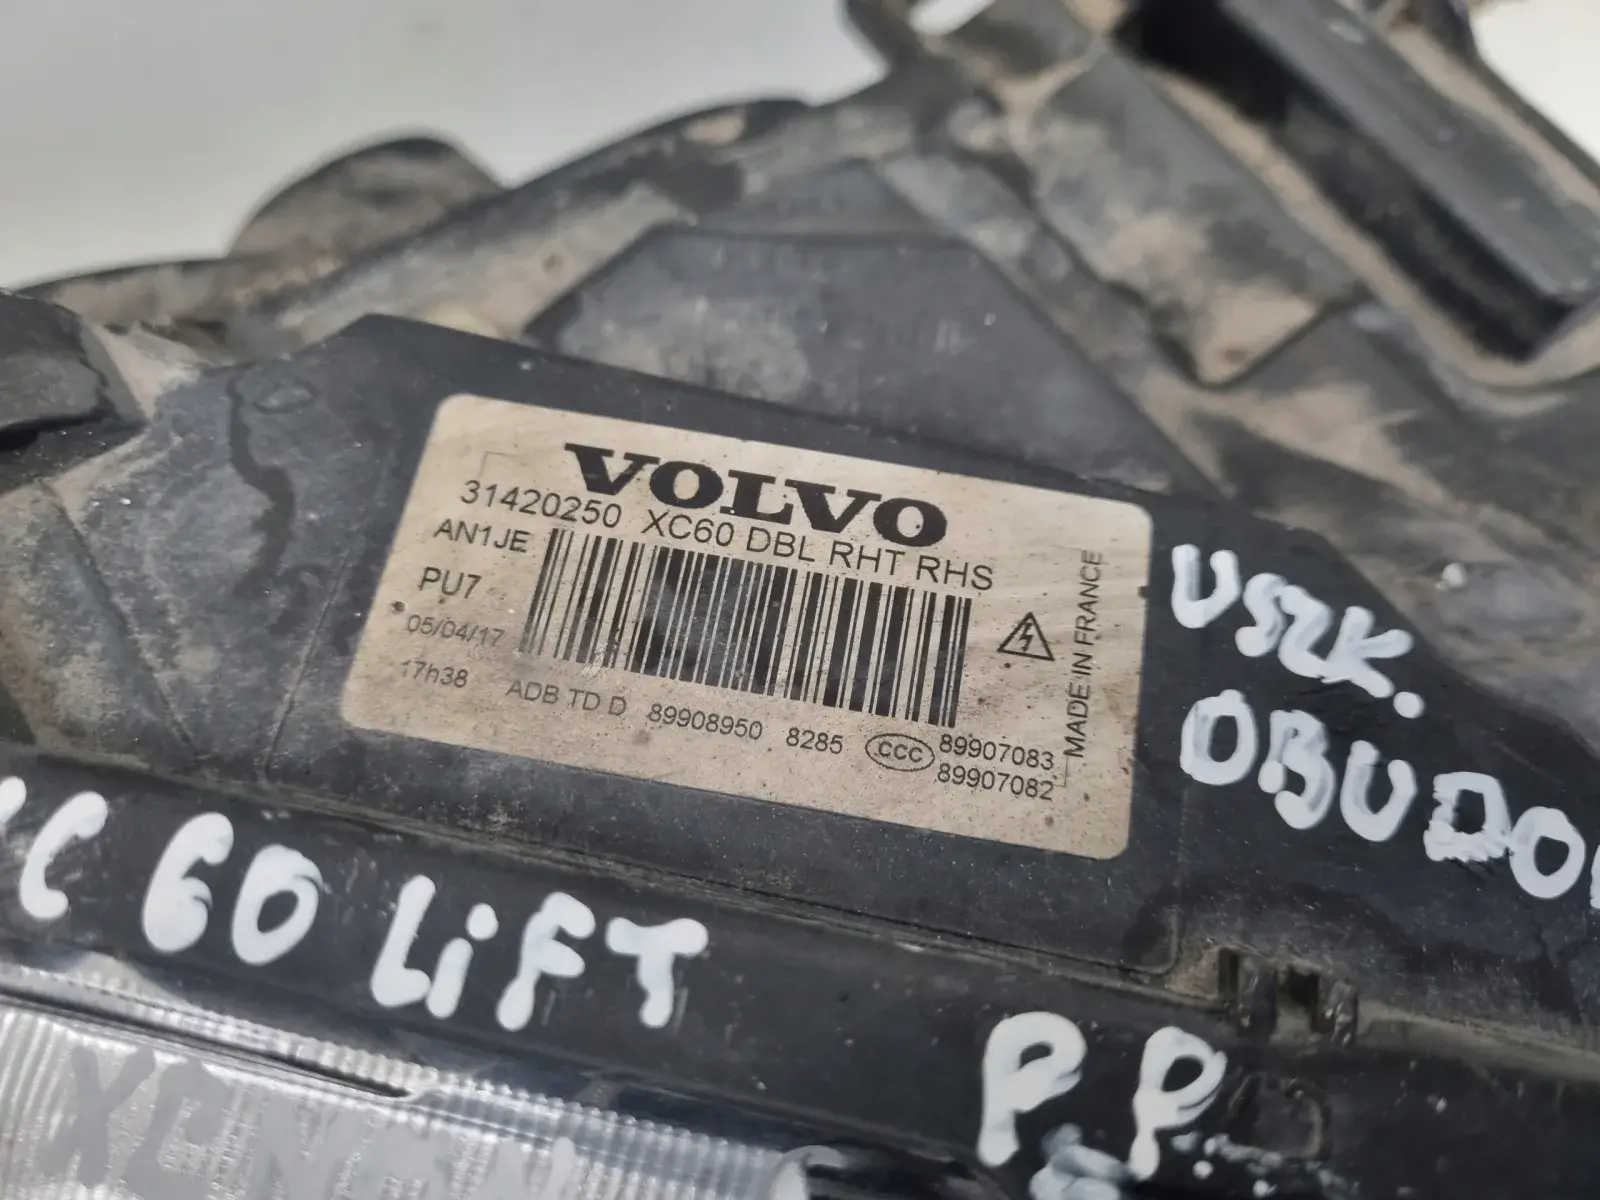 VOLVO
31420250 XC60 DBL RHT RHS
AN1JE
PU7
05/04/17
17h38
ADB TD D 89908950 8285 CCC 89907083
89907082
MADE IN FRANCE
USZK.
C 60 LiFT
P.P.